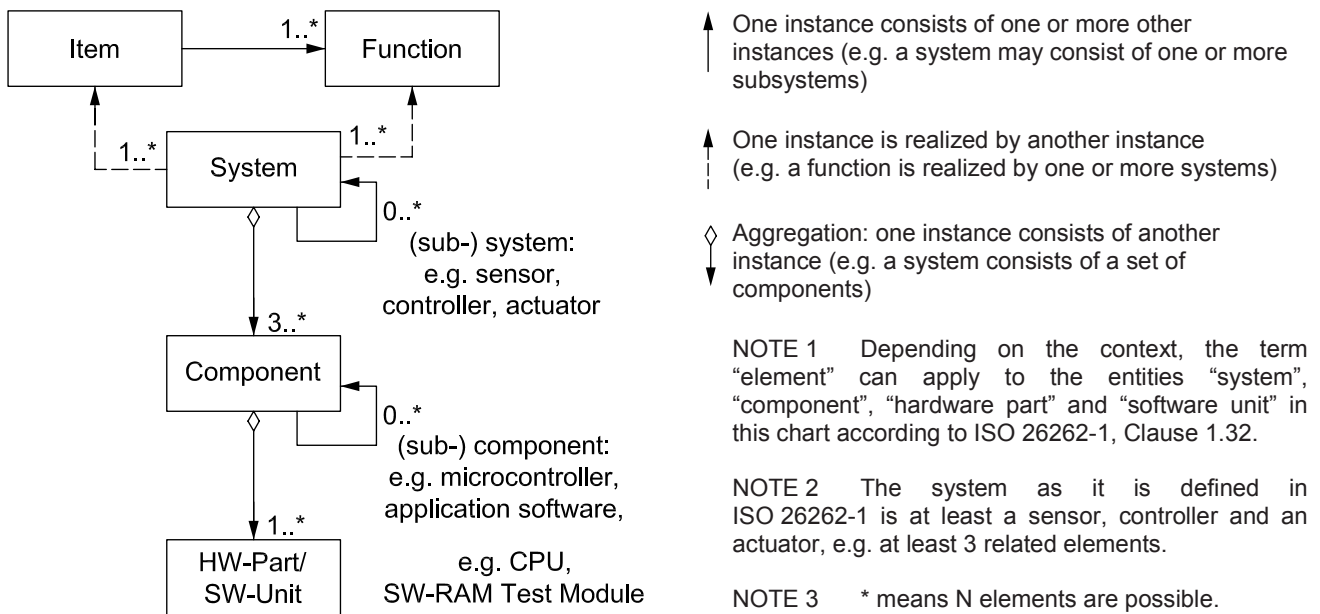 Item
1..*
Function
1..*
1..*
System
0..*
(sub-) system:
e.g. sensor,
controller, actuator
3..*
Component
0..*
(sub-) component:
e.g. microcontroller,
application software,
1..*
HW-Part/
SW-Unit
e.g. CPU,
SW-RAM Test Module
One instance consists of one or more other
instances (e.g. a system may consist of one or more
subsystems)
One instance is realized by another instance
(e.g. a function is realized by one or more systems)
Aggregation: one instance consists of another
instance (e.g. a system consists of a set of
components)
NOTE 1 Depending on the context, the term
“element” can apply to the entities “system”,
“component”, “hardware part” and “software unit” in
this chart according to ISO 26262-1, Clause 1.32.
NOTE 2 The system as it is defined in
ISO 26262-1 is at least a sensor, controller and an
actuator, e.g. at least 3 related elements.
NOTE 3 * means N elements are possible.